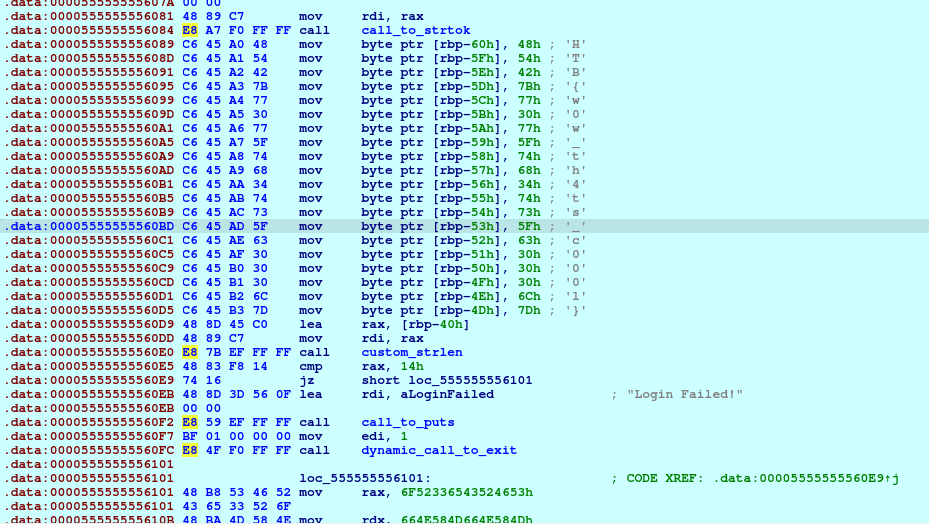 .data:000055555555607A 00 00
.data:0000555555556081 48 89 C7 mov rdi, rax
.data:0000555555556084 E8 A7 F0 FF FF call call_to_strtok
.data:0000555555556089 C6 45 A0 48 mov byte ptr [rbp-60h], 48h ; 'H'
.data:000055555555608D C6 45 A1 54 mov byte ptr [rbp-5Fh], 54h ; 'T'
.data:0000555555556091 C6 45 A2 42 mov byte ptr [rbp-5Eh], 42h ; 'B'
.data:0000555555556095 C6 45 A3 7B mov byte ptr [rbp-5Dh], 7Bh ; '{'
.data:0000555555556099 C6 45 A4 77 mov byte ptr [rbp-5Ch], 77h ; 'w'
.data:000055555555609D C6 45 A5 30 mov byte ptr [rbp-5Bh], 30h ; '0'
.data:00005555555560A1 C6 45 A6 77 mov byte ptr [rbp-5Ah], 77h ; 'w'
.data:00005555555560A5 C6 45 A7 5F mov byte ptr [rbp-59h], 5Fh ; '_'
.data:00005555555560A9 C6 45 A8 74 mov byte ptr [rbp-58h], 74h ; 't'
.data:00005555555560AD C6 45 A9 68 mov byte ptr [rbp-57h], 68h ; 'h'
.data:00005555555560B1 C6 45 AA 34 mov byte ptr [rbp-56h], 34h ; '4'
.data:00005555555560B5 C6 45 AB 74 mov byte ptr [rbp-55h], 74h ; 't'
.data:00005555555560B9 C6 45 AC 73 mov byte ptr [rbp-54h], 73h ; 's'
.data:00005555555560BD C6 45 AD 5F mov byte ptr [rbp-53h], 5Fh ; '_'
.data:00005555555560C1 C6 45 AE 63 mov byte ptr [rbp-52h], 63h ; 'c'
.data:00005555555560C5 C6 45 AF 30 mov byte ptr [rbp-51h], 30h ; '0'
.data:00005555555560C9 C6 45 B0 30 mov byte ptr [rbp-50h], 30h ; '0'
.data:00005555555560CD C6 45 B1 30 mov byte ptr [rbp-4Fh], 30h ; '0'
.data:00005555555560D1 C6 45 B2 6C mov byte ptr [rbp-4Eh], 6Ch ; 'l'
.data:00005555555560D5 C6 45 B3 7D mov byte ptr [rbp-4Dh], 7Dh ; '}'
.data:00005555555560D9 48 8D 45 C0 lea rax, [rbp-40h]
.data:00005555555560DD 48 89 C7 mov rdi, rax
.data:00005555555560E0 E8 7B EF FF FF call custom_strlen
.data:00005555555560E5 48 83 F8 14 cmp rax, 14h
.data:00005555555560E9 74 16 jz short loc_555555556101
.data:00005555555560EB 48 8D 3D 56 0F lea rdi, aLoginFailed ; "Login Failed!"
.data:00005555555560EB 00 00
.data:00005555555560F2 E8 59 EF FF FF call call_to_puts
.data:00005555555560F7 BF 01 00 00 00 mov edi, 1
.data:00005555555560FC E8 4F F0 FF FF call dynamic_call_to_exit
.data:0000555555556101
.data:0000555555556101 loc_555555556101: ; CODE XREF: .data:00005555555560E9↑j
.data:0000555555556101 48 B8 53 46 52 mov rax, 6F52336543524653h
.data:0000555555556101 43 65 33 52 6F
.data:000055555555610B 48 BA 4D 58 4E mov rdx, 664E584D664E584Dh